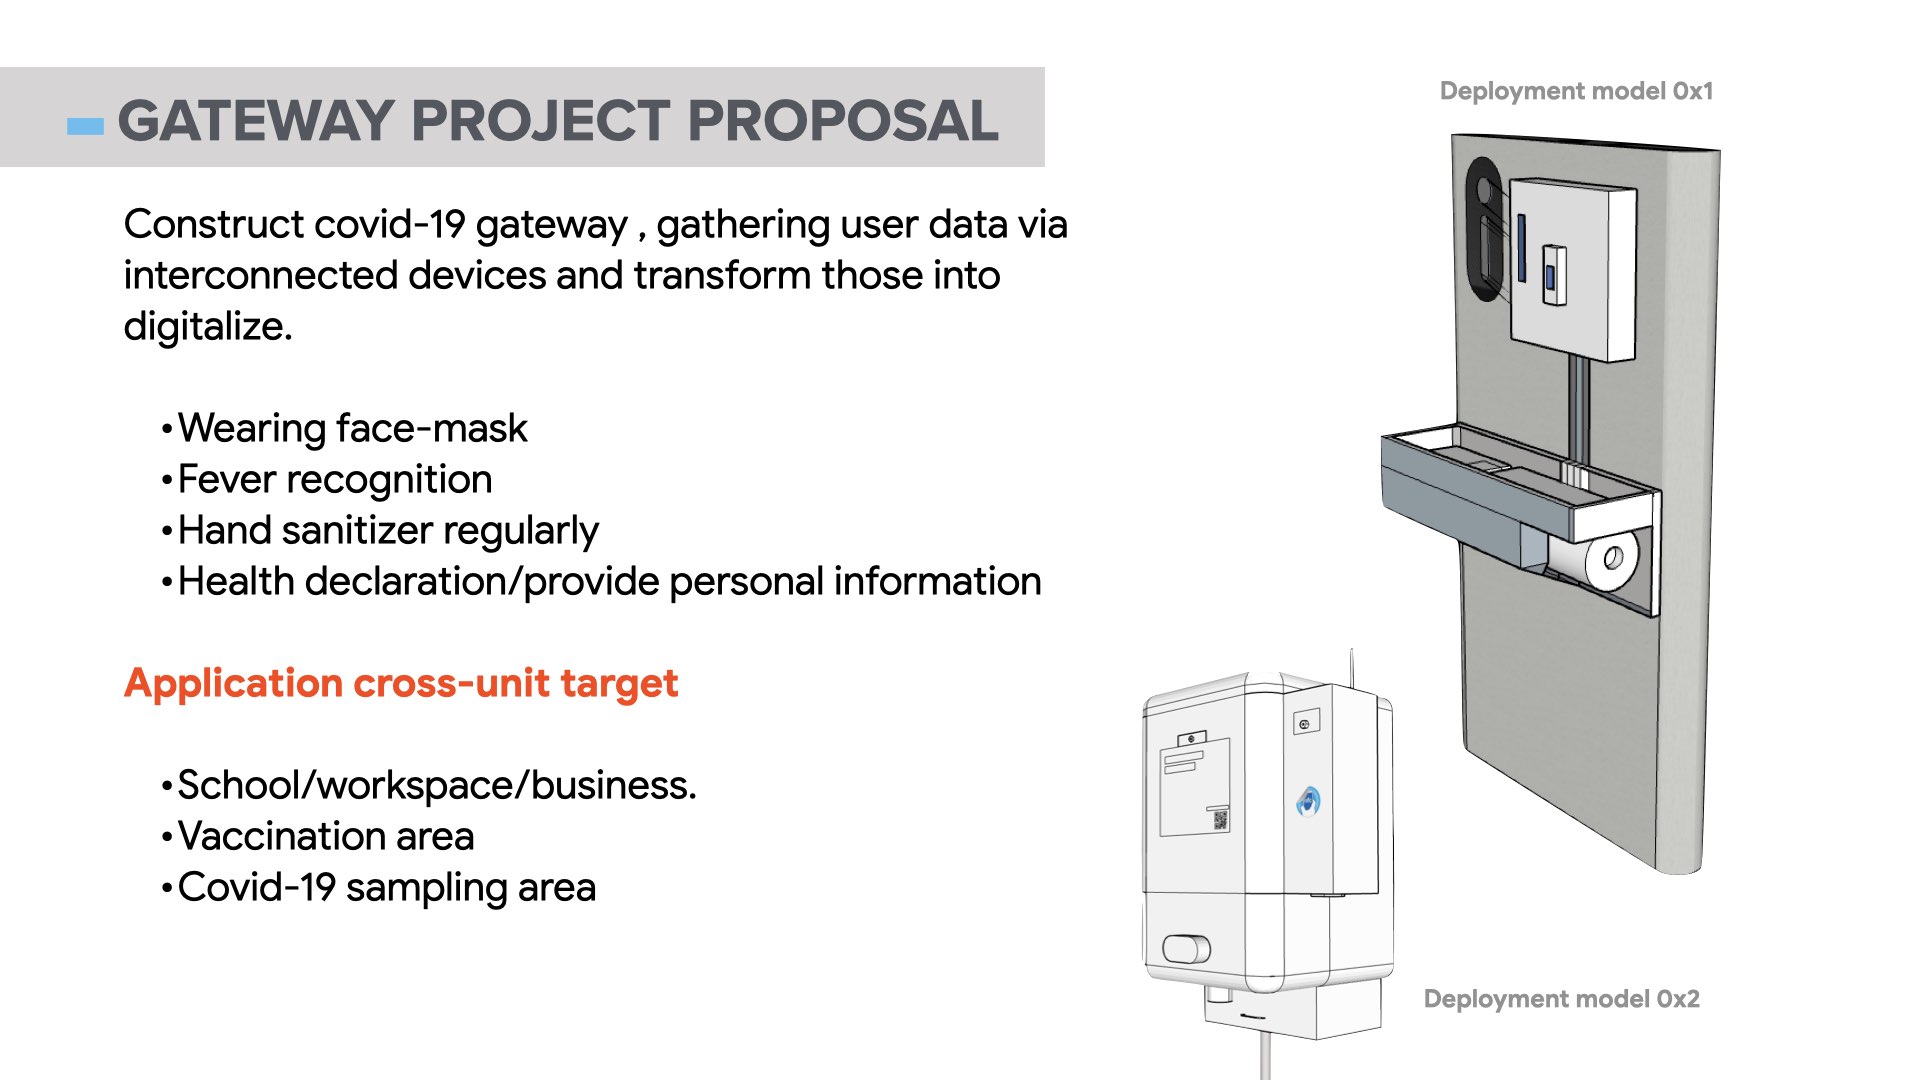 GATEWAY PROJECT PROPOSAL
Construct covid-19 gateway , gathering user data via
interconnected devices and transform those into
digitalize.
•Wearing face-mask
•Fever recognition
•Hand sanitizer regularly
•Health declaration/provide personal information
Application cross-unit target
•School/workspace/business.
•Vaccination area
•Covid-19 sampling area
Deployment model 0x1
Deployment model 0x2